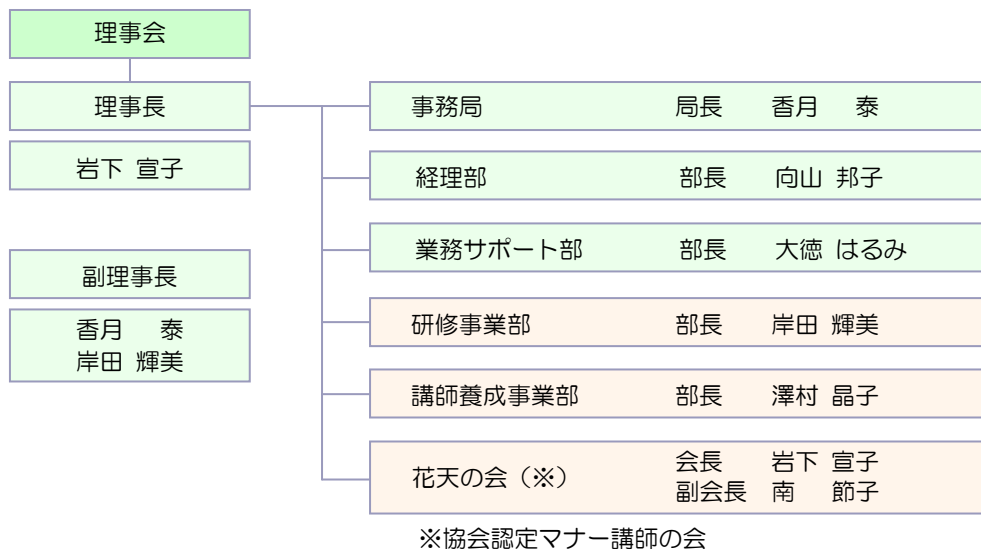 理事会
理事長
岩下 宣子
副理事長
香月 泰
岸田 輝美
事務局 局長 香月 泰
経理部 部長 向山 邦子
業務サポート部 部長 大徳 はるみ
研修事業部 部長 岸田 輝美
講師養成事業部 部長 澤村 晶子
花天の会（※） 会長 岩下 宣子
副会長 南 節子
※協会認定マナー講師の会